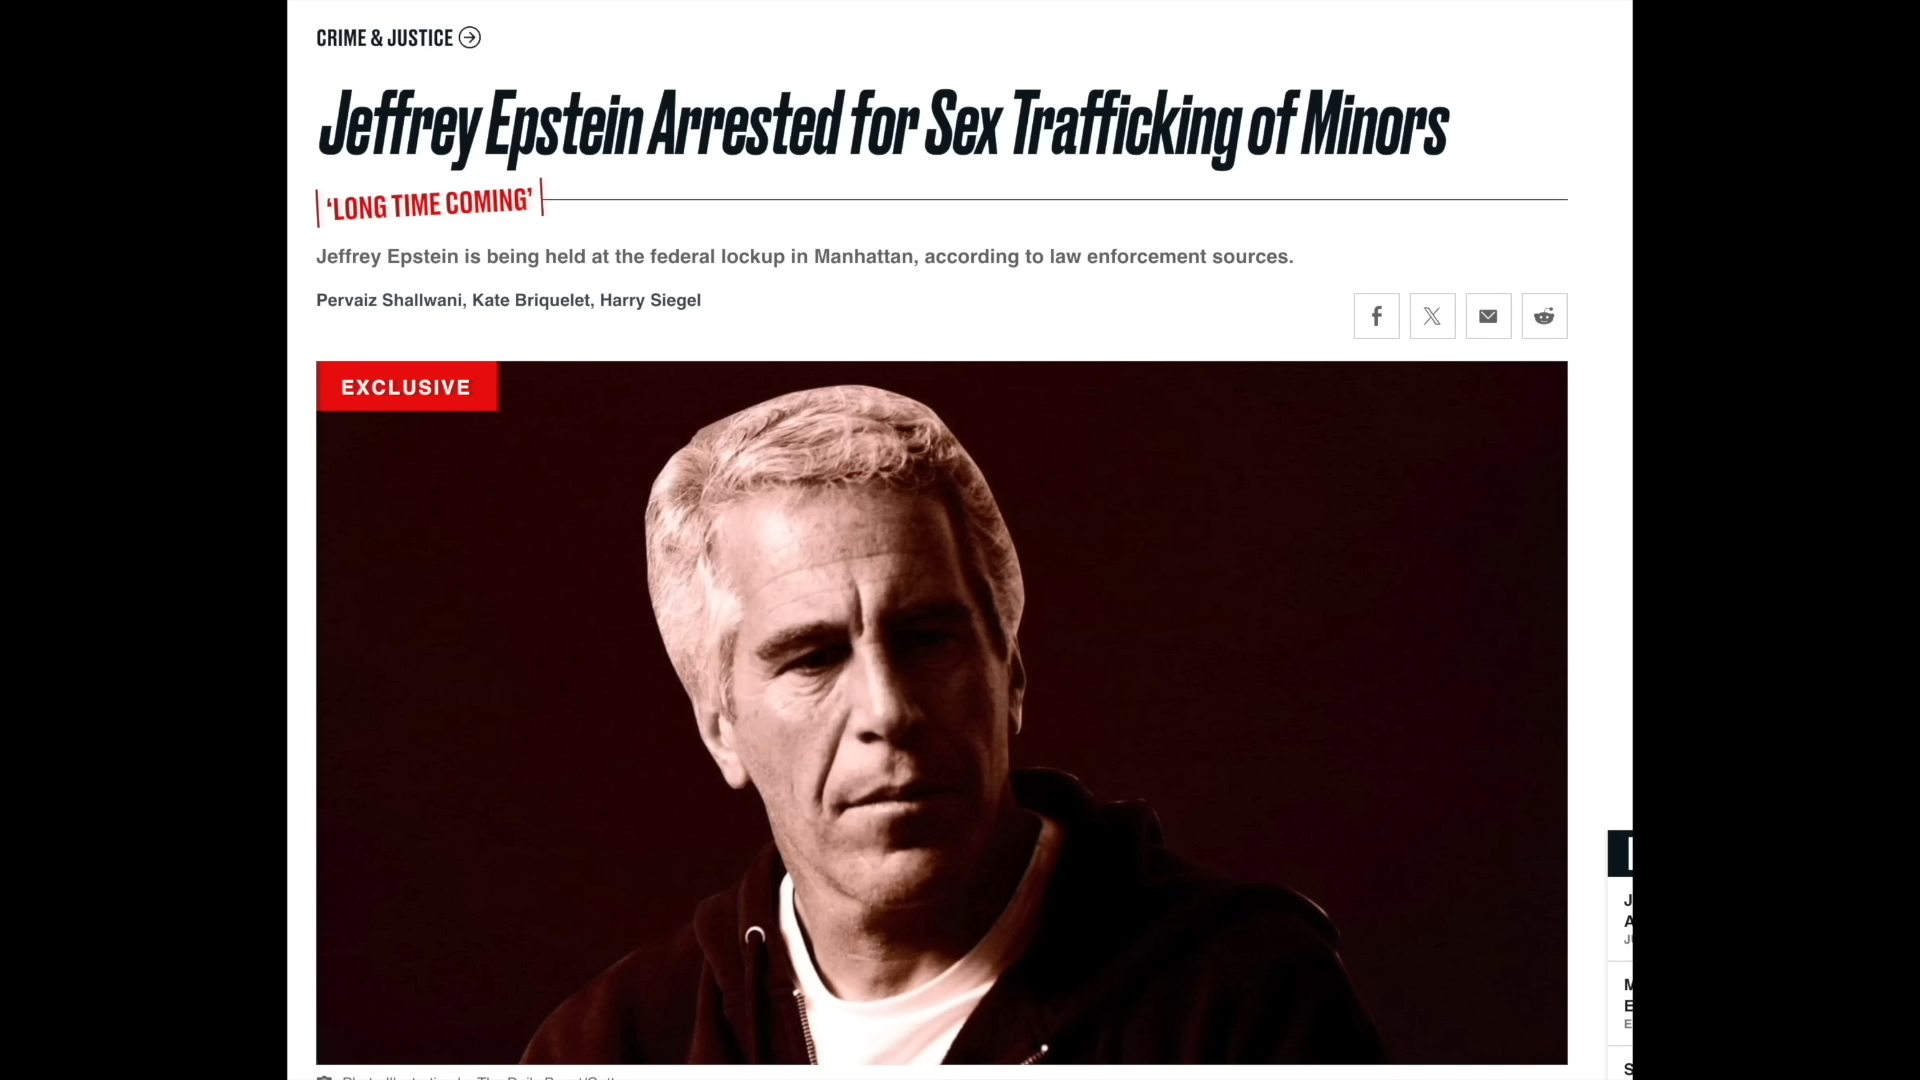 CRIME & JUSTICE
Jeffrey Epstein Arrested for Sex Trafficking of Minors
‘LONG TIME COMING’
Jeffrey Epstein is being held at the federal lockup in Manhattan, according to law enforcement sources.
Pervaiz Shallwani, Kate Briquelet, Harry Siegel
EXCLUSIVE